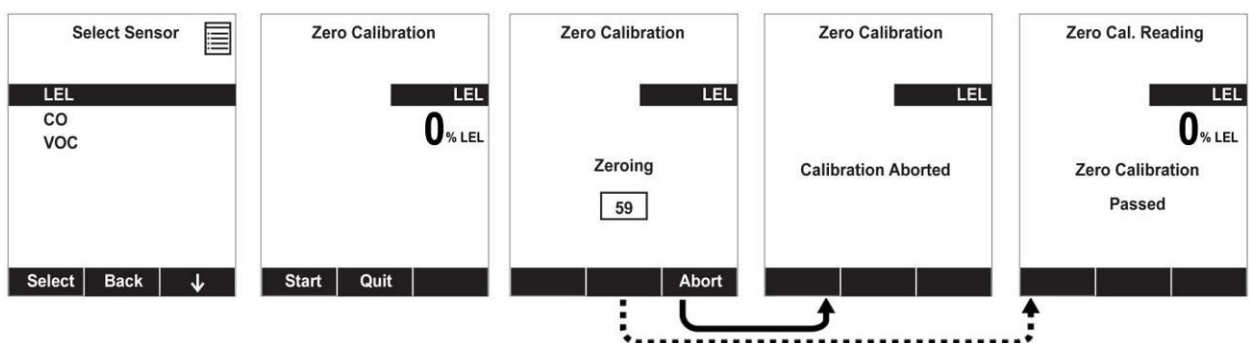 Select Sensor
LEL
CO
VOC
Select Back ↓
Zero Calibration
LEL
0 % LEL
Start Quit
Zero Calibration
LEL
Zeroing
59
Abort
Zero Calibration
LEL
Calibration Aborted
Zero Cal. Reading
LEL
0 % LEL
Zero Calibration
Passed